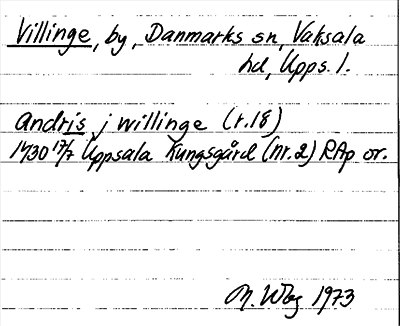 Villinge, by, Danmarks sn, Vaksala
hd, Upps. l.
andris j willinge (r.18)
1430 17/7 Uppsala Kungsgård (nr.2) RAp or.
M. Wbg 1973